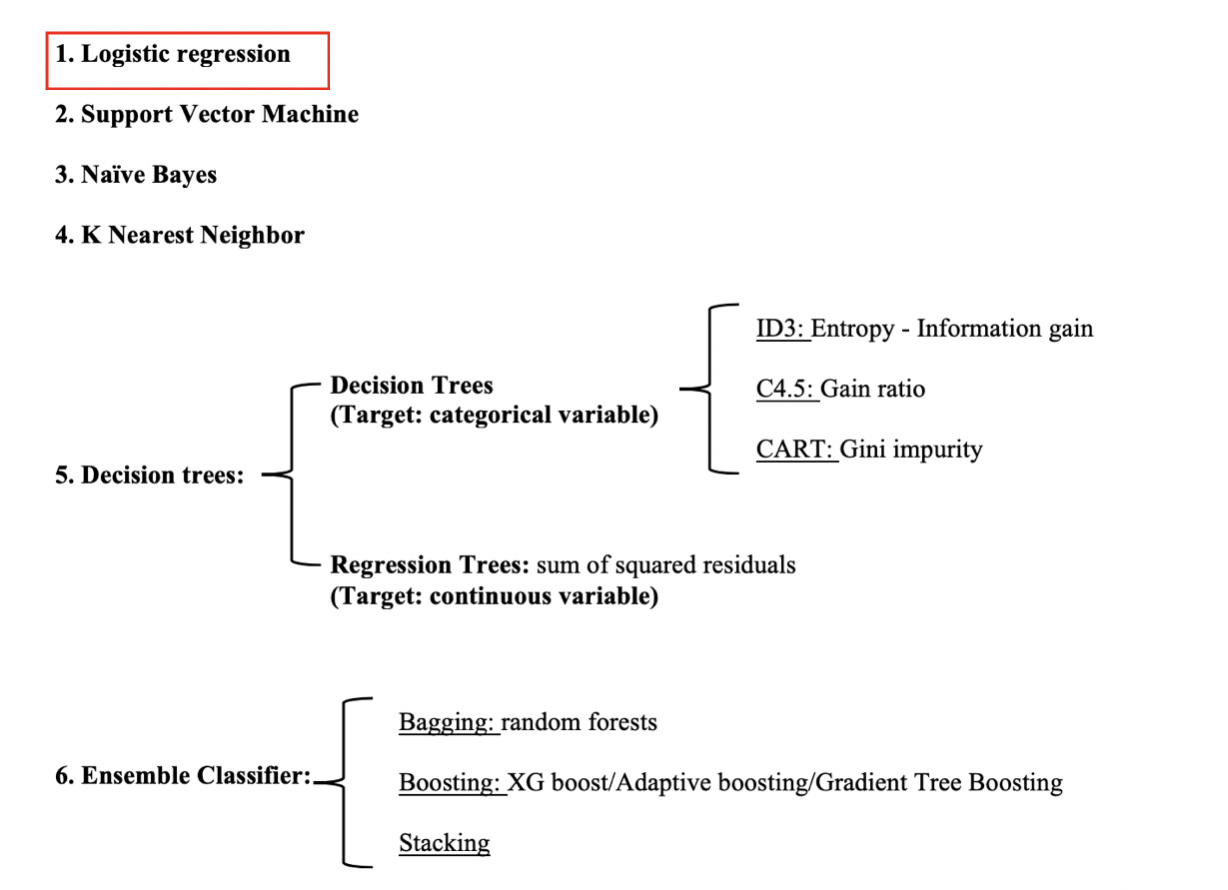 1. Logistic regression
2. Support Vector Machine
3. Naïve Bayes
4. K Nearest Neighbor
5. Decision trees:
Decision Trees
(Target: categorical variable)
ID3: Entropy - Information gain
C4.5: Gain ratio
CART: Gini impurity
Regression Trees: sum of squared residuals
(Target: continuous variable)
6. Ensemble Classifier:
Bagging: random forests
Boosting: XG boost/Adaptive boosting/Gradient Tree Boosting
Stacking